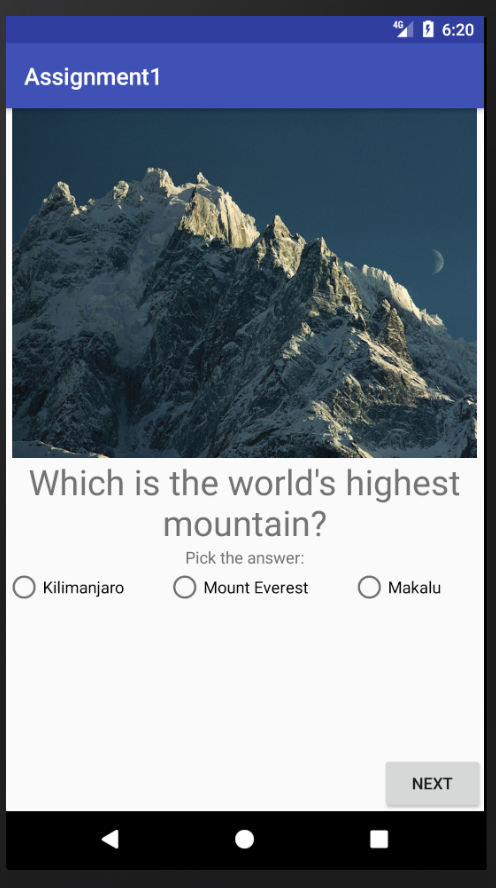 4G 6:20
Assignment1
Which is the world's highest
mountain?
Pick the answer:
Kilimanjaro Mount Everest Makalu
NEXT